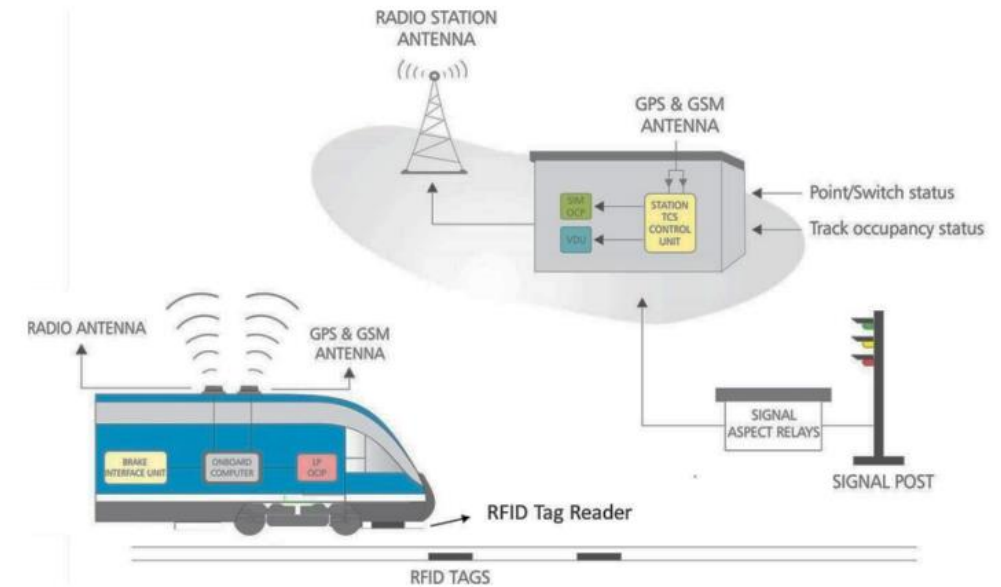 RADIO STATION
ANTENNA
GPS & GSM
ANTENNA
SIM
OCIP
VDU
STATION
TCS
CONTROL
UNIT
Point/Switch status
Track occupancy status
RADIO ANTENNA
GPS & GSM
ANTENNA
BRAKE
INTERFACE UNIT
ONBOARD
COMPUTER
LP
OCIP
SIGNAL
ASPECT RELAYS
SIGNAL POST
RFID Tag Reader
RFID TAGS